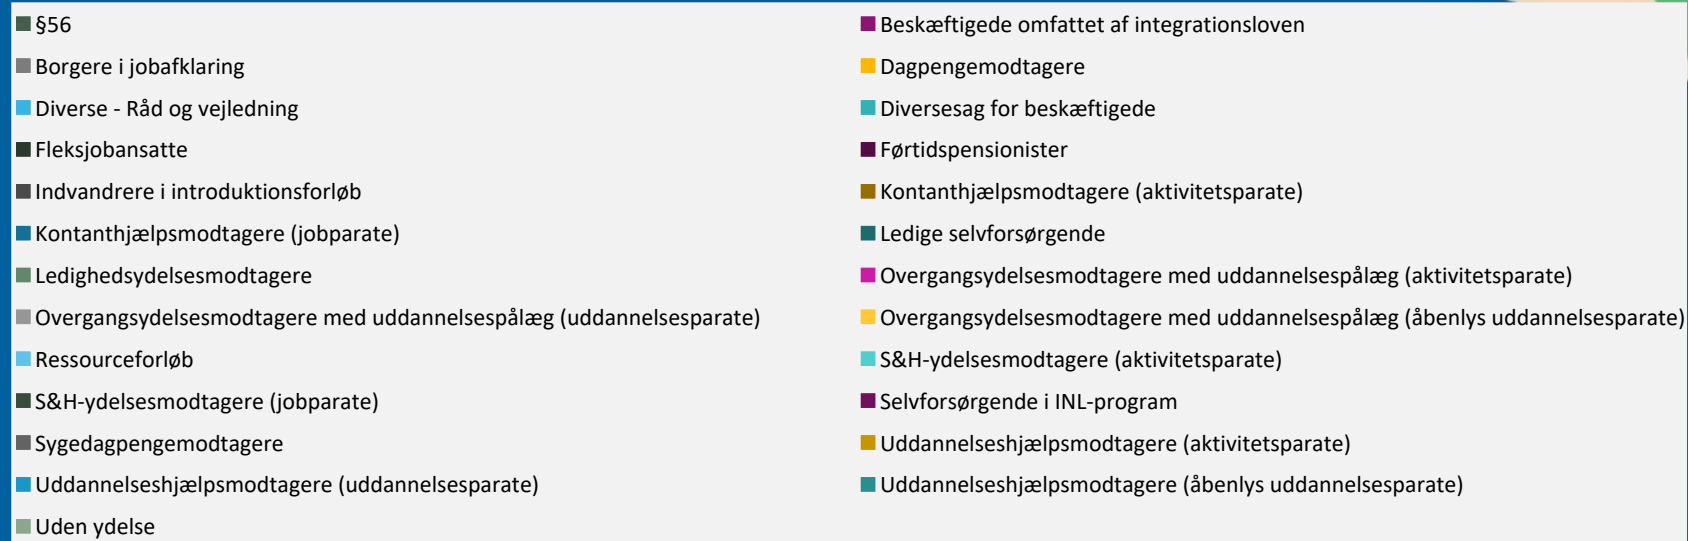 §56
Beskæftigede omfattet af integrationsloven
Borgere i jobafklaring
Dagpengemodtagere
Diverse - Råd og vejledning
Diversesag for beskæftigede
Fleksjobansatte
Førtidspensionister
Indvandrere i introduktionsforløb
Kontanthjælpsmodtagere (aktivitetsparate)
Kontanthjælpsmodtagere (jobparate)
Ledige selvforsørgende
Ledighedsydelsesmodtagere
Overgangsydelsesmodtagere med uddannelsespålæg (aktivitetsparate)
Overgangsydelsesmodtagere med uddannelsespålæg (uddannelsesparate)
Overgangsydelsesmodtagere med uddannelsespålæg (åbenlys uddannelsesparate)
Ressourceforløb
S&H-ydelsesmodtagere (aktivitetsparate)
S&H-ydelsesmodtagere (jobparate)
Selvforsørgende i INL-program
Sygedagpengemodtagere
Uddannelseshjælpsmodtagere (aktivitetsparate)
Uddannelseshjælpsmodtagere (uddannelsesparate)
Uddannelseshjælpsmodtagere (åbenlys uddannelsesparate)
Uden ydelse